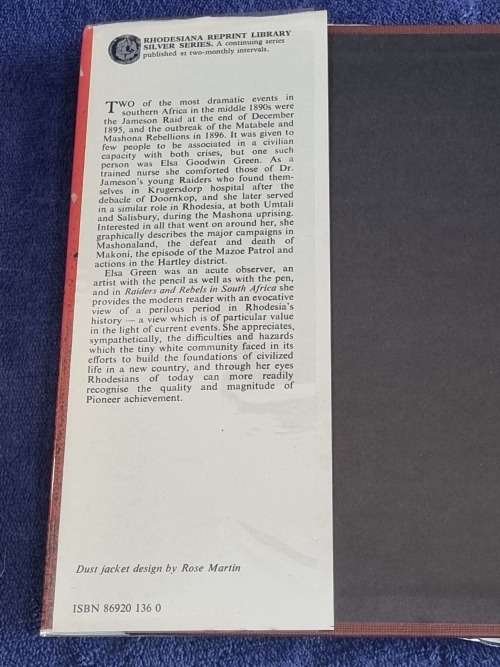 RHODESIANA REPRINT LIBRARY
SILVER SERIES. A continuing series
published at two-monthly intervals.
TWO of the most dramatic events in
southern Africa in the middle 1890s were
the Jameson Raid at the end of December
1895, and the outbreak of the Matabele and
Mashona Rebellions in 1896. It was given to
few people to be associated in a civilian
capacity with both crises, but one such
person was Elsa Goodwin Green. As a
trained nurse she comforted those of Dr.
Jameson's young Raiders who found them-
selves in Krugersdorp hospital after the
debacle of Doornkop, and she later served
in a similar role in Rhodesia, at both Umtali
and Salisbury, during the Mashona uprising.
Interested in all that went on around her, she
graphically describes the major campaigns in
Mashonaland, the defeat and death of
Makoni, the episode of the Mazoe Patrol and
actions in the Hartley district.
Elsa Green was an acute observer, an
artist with the pencil as well as with the pen,
and in Raiders and Rebels in South Africa she
provides the modern reader with an evocative
view of a perilous period in Rhodesia's
history — a view which is of particular value
in the light of current events. She appreciates,
sympathetically, the difficulties and hazards
which the tiny white community faced in its
efforts to build the foundations of civilized
life in a new country, and through her eyes
Rhodesians of today can more readily
recognise the quality and magnitude of
Pioneer achievement.
Dust jacket design by Rose Martin
ISBN 86920 136 0